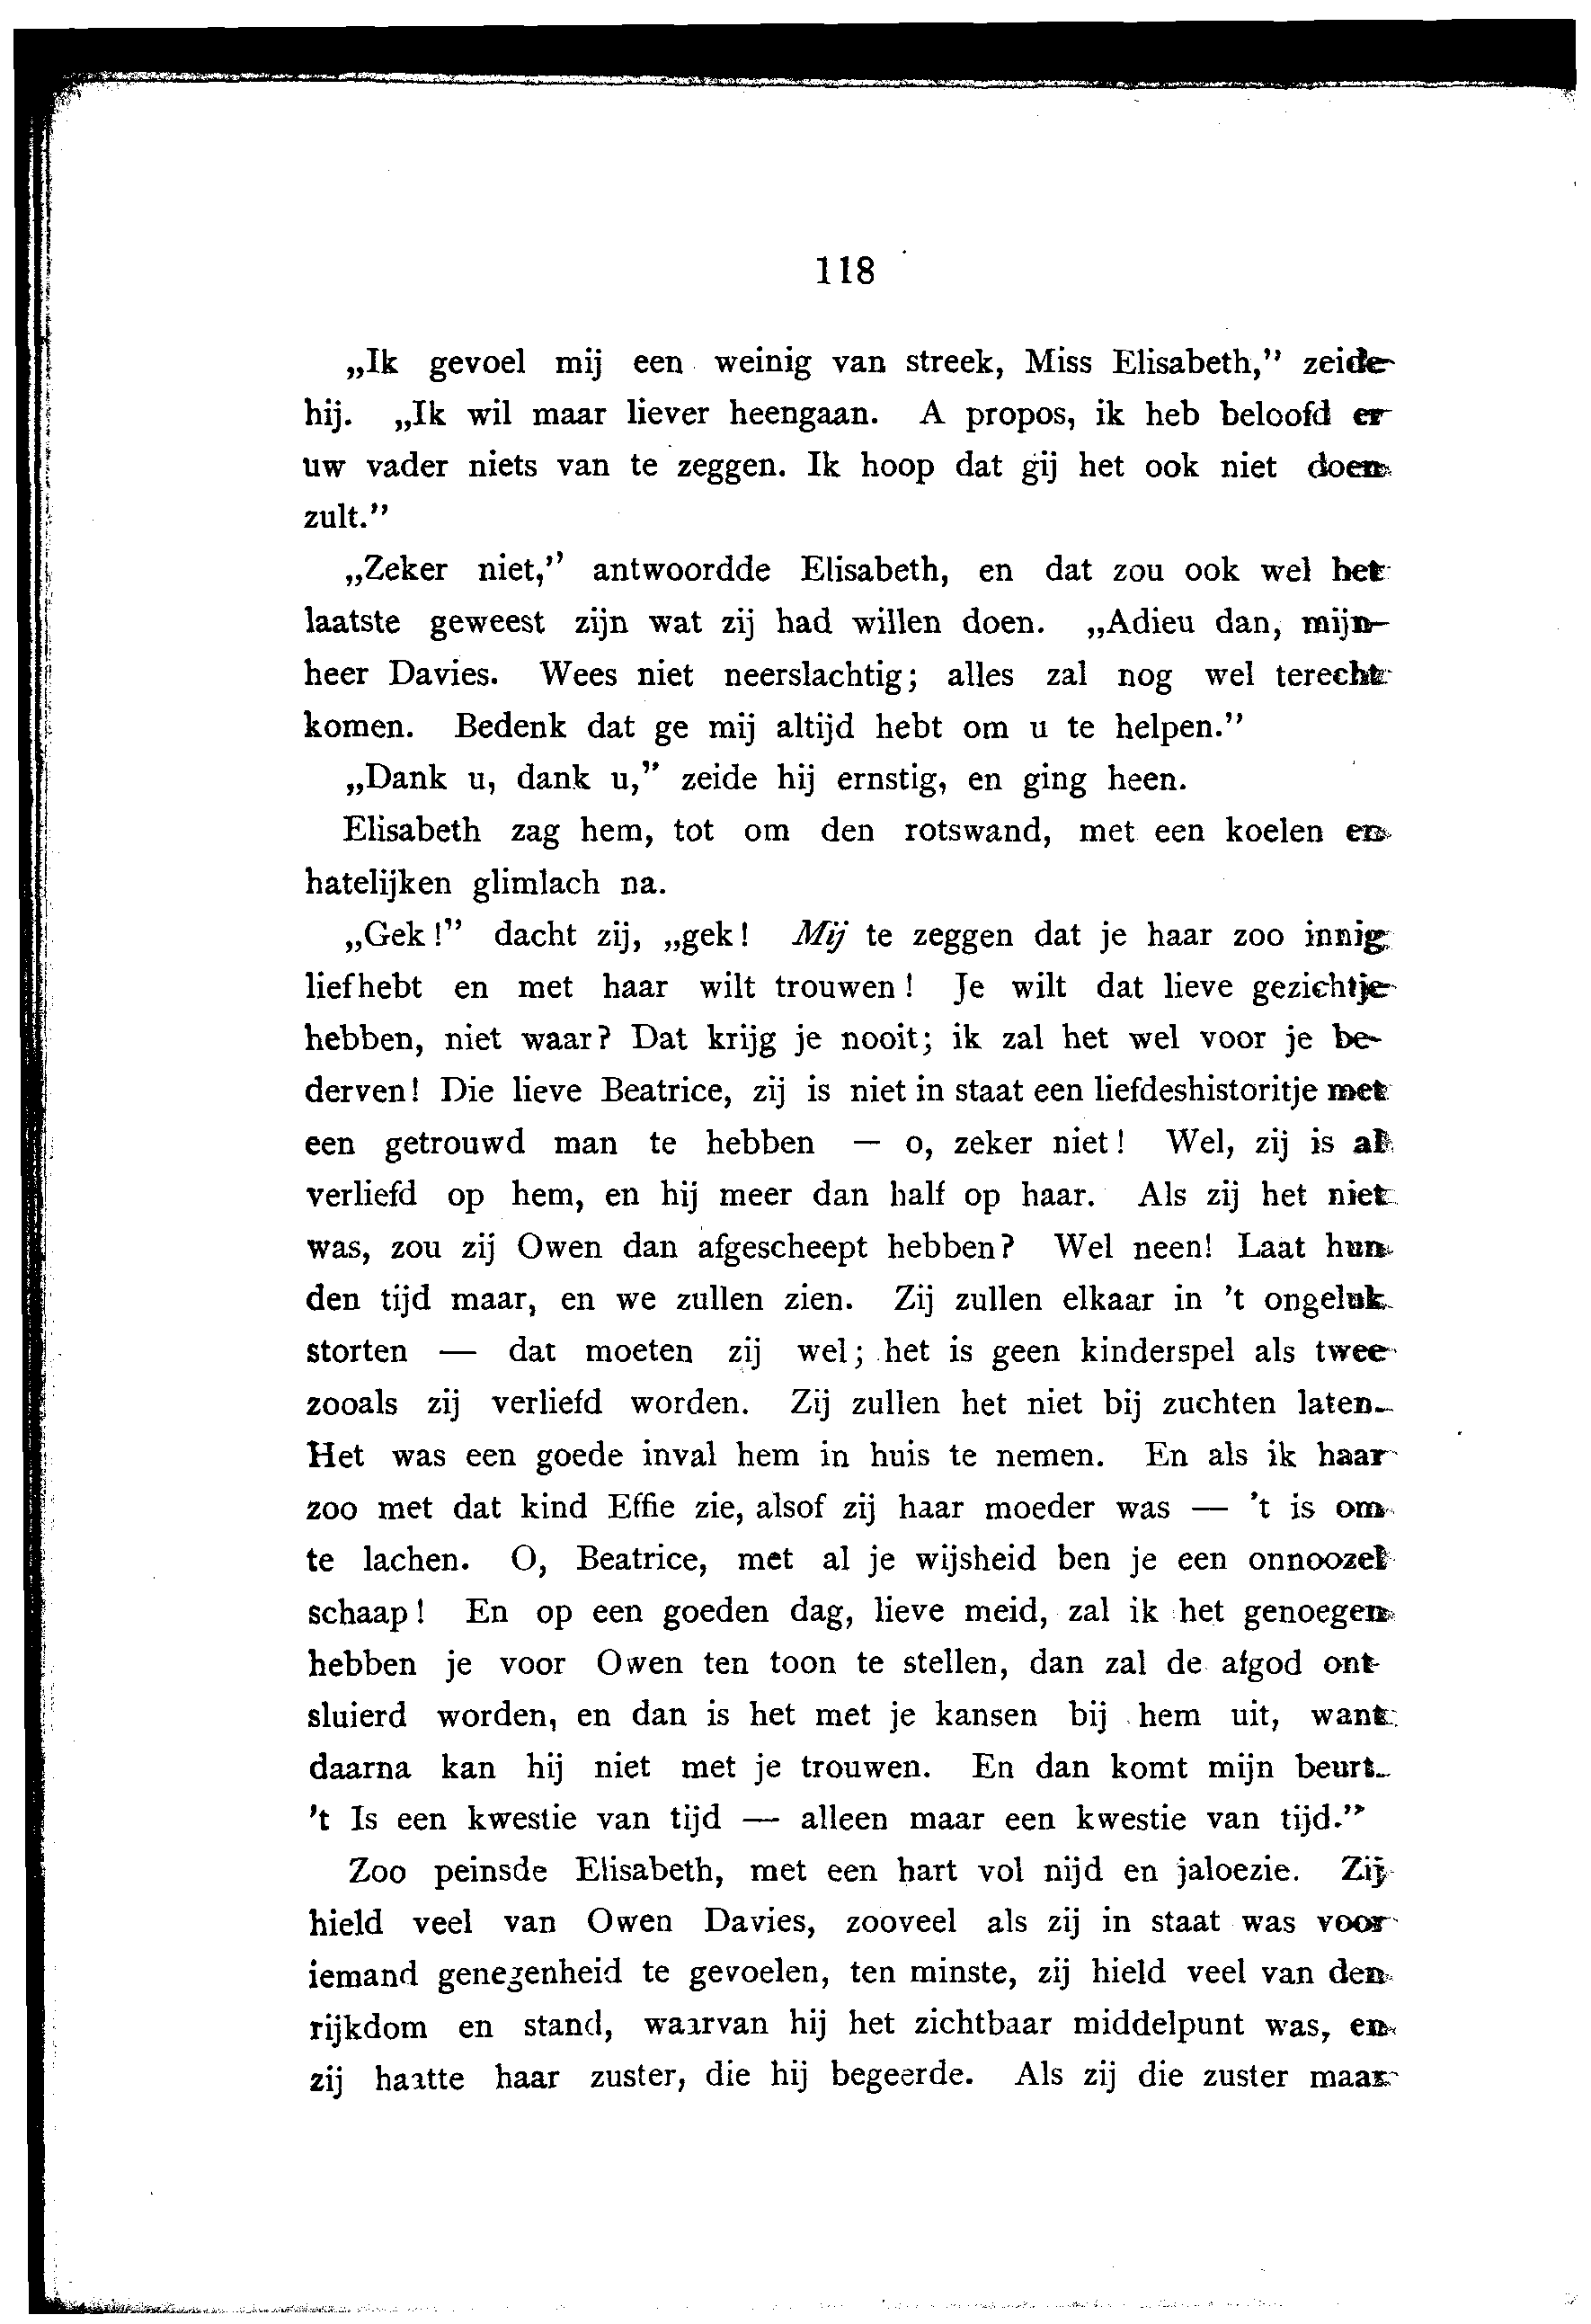 118
„Ik gevoel mij een weinig van streek, Miss Elisabeth,” zeide
hij. „Ik wil maar liever heengaan. A propos, ik heb beloofd er
uw vader niets van te zeggen. Ik hoop dat gij het ook niet doen
zult.”
„Zeker niet,” antwoordde Elisabeth, en dat zou ook wel het
laatste geweest zijn wat zij had willen doen. „Adieu dan, mijn-
heer Davies. Wees niet neerslachtig; alles zal nog wel terecht
komen. Bedenk dat ge mij altijd hebt om u te helpen.”
„Dank u, dank u,” zeide hij ernstig, en ging heen.
Elisabeth zag hem, tot om den rotswand, met een koelen en
hatelijken glimlach na.
„Gek!” dacht zij, „gek! Mij te zeggen dat je haar zoo innig
liefhebt en met haar wilt trouwen! Je wilt dat lieve gezichtje
hebben, niet waar? Dat krijg je nooit; ik zal het wel voor je be-
derven! Die lieve Beatrice, zij is niet in staat een liefdeshistoritje met
een getrouwd man te hebben — o, zeker niet! Wel, zij is al
verliefd op hem, en hij meer dan half op haar. Als zij het niet
was, zou zij Owen dan afgescheept hebben? Wel neen! Laat hun
den tijd maar, en we zullen zien. Zij zullen elkaar in 't ongeluk
storten — dat moeten zij wel; het is geen kinderspel als twee
zooals zij verliefd worden. Zij zullen het niet bij zuchten laten.
Het was een goede inval hem in huis te nemen. En als ik haar
zoo met dat kind Effie zie, alsof zij haar moeder was — 't is om
te lachen. O, Beatrice, met al je wijsheid ben je een onnoozel
schaap! En op een goeden dag, lieve meid, zal ik het genoegen
hebben je voor Owen ten toon te stellen, dan zal de afgod ont-
sluierd worden, en dan is het met je kansen bij hem uit, want
daarna kan hij niet met je trouwen. En dan komt mijn beurt.
't Is een kwestie van tijd — alleen maar een kwestie van tijd.”
Zoo peinsde Elisabeth, met een hart vol nijd en jaloezie. Zij
hield veel van Owen Davies, zooveel als zij in staat was voor
iemand genegenheid te gevoelen, ten minste, zij hield veel van den
rijkdom en stand, waarvan hij het zichtbaar middelpunt was, en
zij haatte haar zuster, die hij begeerde. Als zij die zuster maar